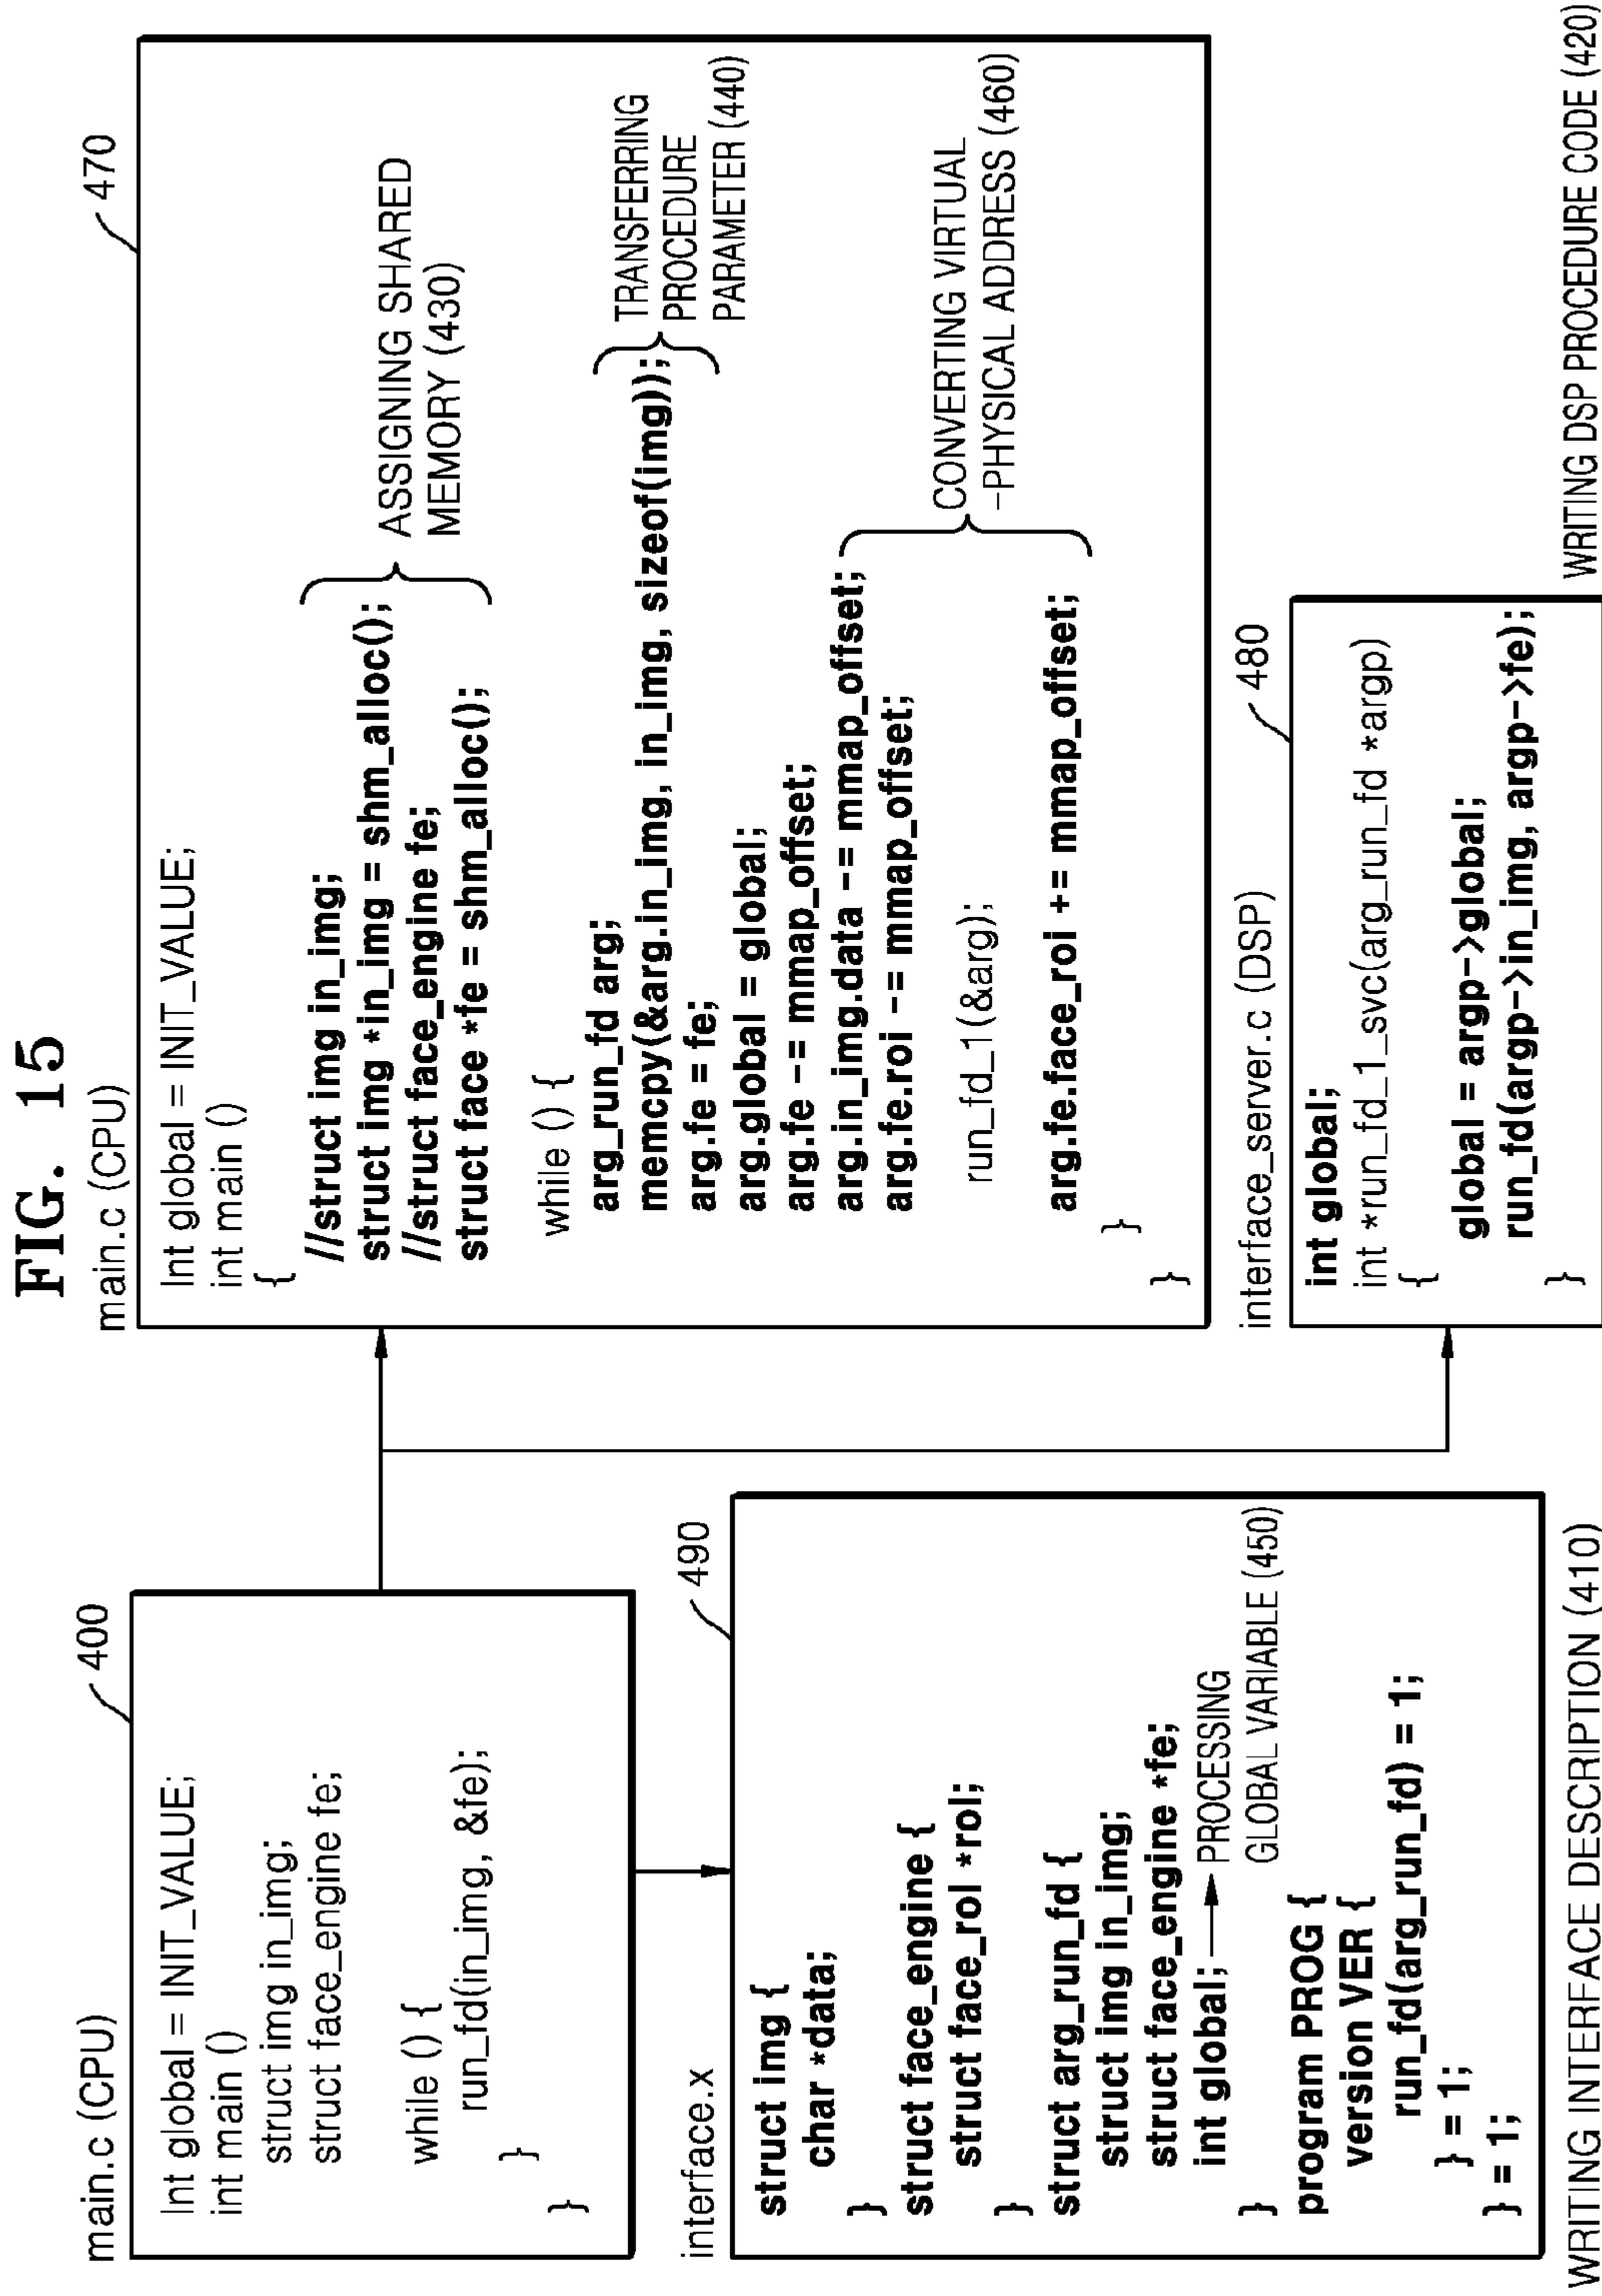 FIG. 15
main.c (CPU)
400
Int global = INIT_VALUE;
int main ()
struct img in_img;
struct face_engine fe;
while () {
run_fd(in_img, &fe);
}
}
interface.x
490
struct img {
char *data;
}
struct face_engine {
struct face_rol *rol;
}
struct arg_run_fd {
struct img in_img;
struct face_engine *fe;
int global; PROCESSING
GLOBAL VARIABLE (450)
}
program PROG {
version VER {
run_fd(arg_run_fd) = 1;
} = 1;
} = 1;
WRITING INTERFACE DESCRIPTION (410)
main.c (CPU)
470
Int global = INIT_VALUE;
int main ()
{
//struct img in_img;
struct img *in_img = shm_alloc();
//struct face_engine fe;
struct face *fe = shm_alloc();
ASSIGNING SHARED
MEMORY (430)
while () {
arg_run_fd arg;
memcpy(&arg.in_img, in_img, sizeof(img));
arg.fe = fe;
TRANSFERRING
PROCEDURE
PARAMETER (440)
arg.global = global;
arg.fe -= mmap_offset;
arg.in_img.data -= mmap_offset;
arg.fe.roi -= mmap_offset;
run_fd_1(&arg);
arg.fe.face_roi += mmap_offset;
CONVERTING VIRTUAL
-PHYSICAL ADDRESS (460)
}
}
interface_server.c (DSP)
480
int global;
int *run_fd_1_svc(arg_run_fd *argp)
{
global = argp->global;
run_fd(argp->in_img, argp->fe);
}
WRITING DSP PROCEDURE CODE (420)